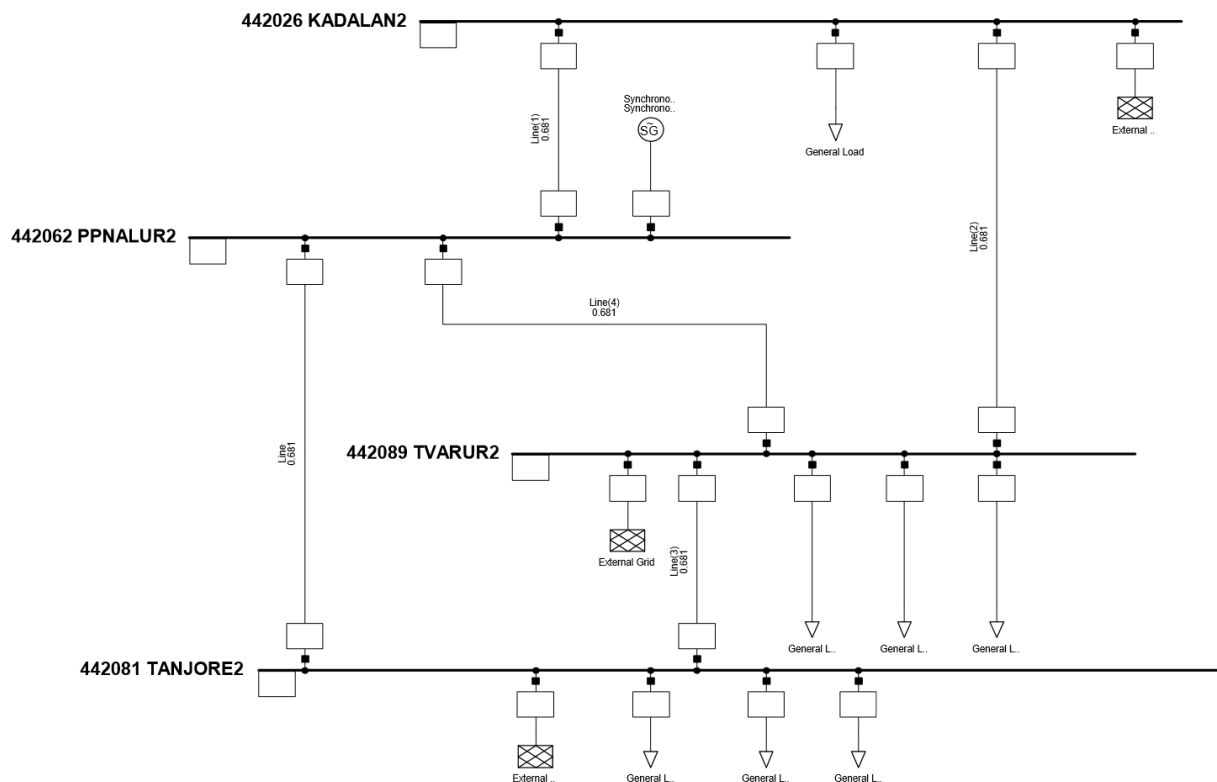 442026 KADALAN2
Line(1)
0.681
Synchrono..
Synchrono..
SG
~
General Load
External ..
442062 PPNALUR2
Line(2)
0.681
Line(4)
0.681
Line
0.681
442089 TVARUR2
External Grid
Line(3)
0.681
General L..
General L..
General L..
442081 TANJORE2
External ..
General L..
General L..
General L..